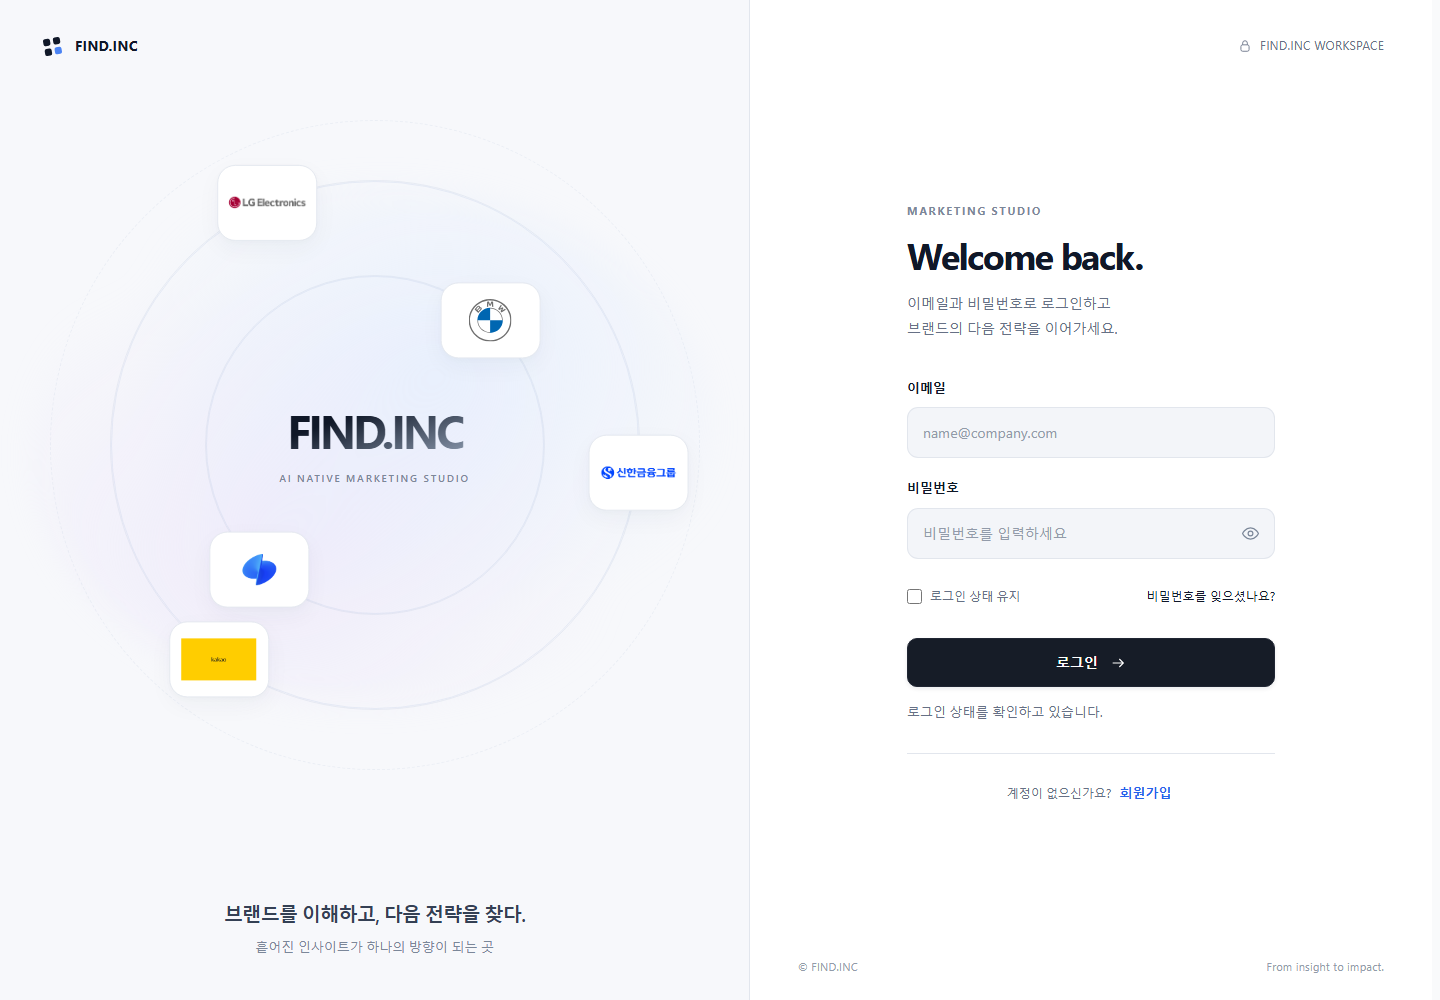 FIND.INC
LG Electronics
BMW
FIND.INC
AI NATIVE MARKETING STUDIO
신한금융그룹
kakao
브랜드를 이해하고, 다음 전략을 찾다.
흩어진 인사이트가 하나의 방향이 되는 곳
FIND.INC WORKSPACE
MARKETING STUDIO
Welcome back.
이메일과 비밀번호로 로그인하고
브랜드의 다음 전략을 이어가세요.
이메일
name@company.com
비밀번호
비밀번호를 입력하세요
로그인 상태 유지
비밀번호를 잊으셨나요?
로그인 →
로그인 상태를 확인하고 있습니다.
계정이 없으신가요? 회원가입
© FIND.INC
From insight to impact.